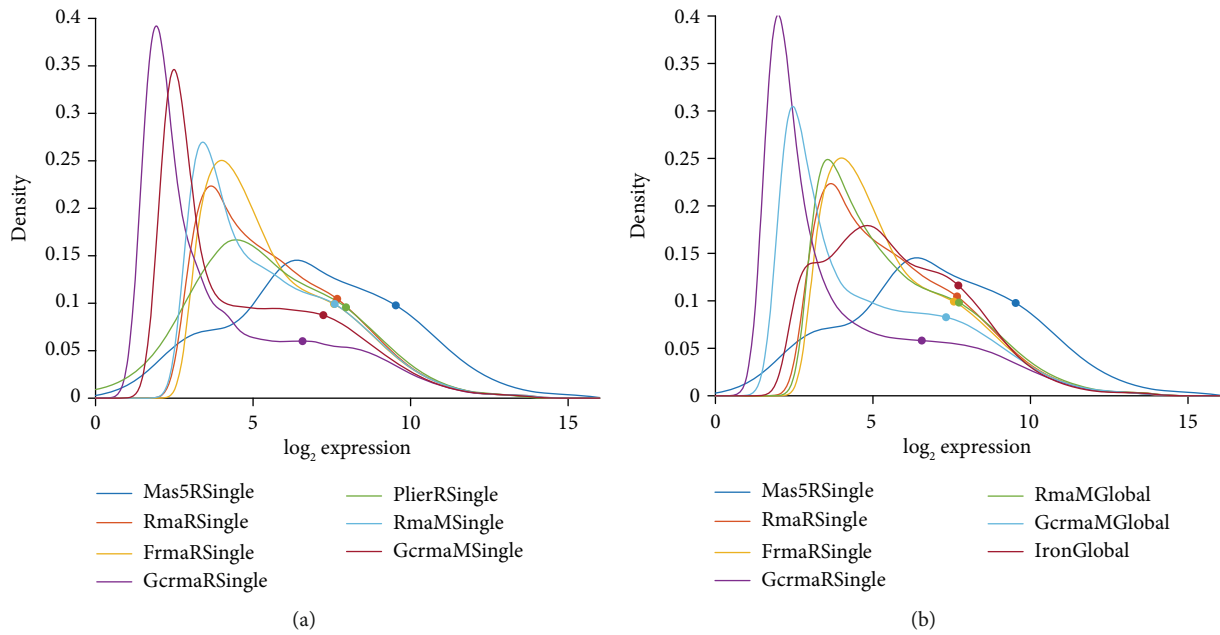 0.4
0.35
0.3
0.25
0.2
0.15
0.1
0.05
0
Density
0 5 10 15
log₂ expression
Mas5RSingle
RmaRSingle
FrmaRSingle
GcrmaRSingle
PlierRSingle
RmaMSingle
GcrmaMSingle
(a)
0.4
0.35
0.3
0.25
0.2
0.15
0.1
0.05
0
Density
0 5 10 15
log₂ expression
Mas5RSingle
RmaRSingle
FrmaRSingle
GcrmaRSingle
RmaMGlobal
GcrmaMGlobal
IronGlobal
(b)